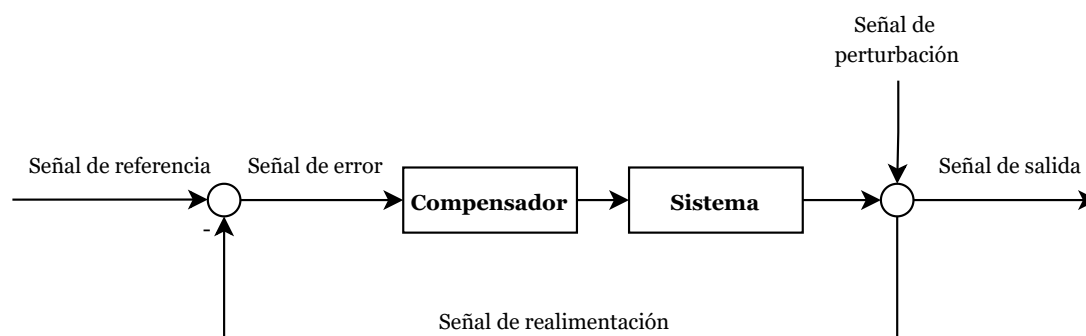 Señal de
perturbación
Señal de referencia
Señal de error
Señal de salida
Compensador
Sistema
-
Señal de realimentación